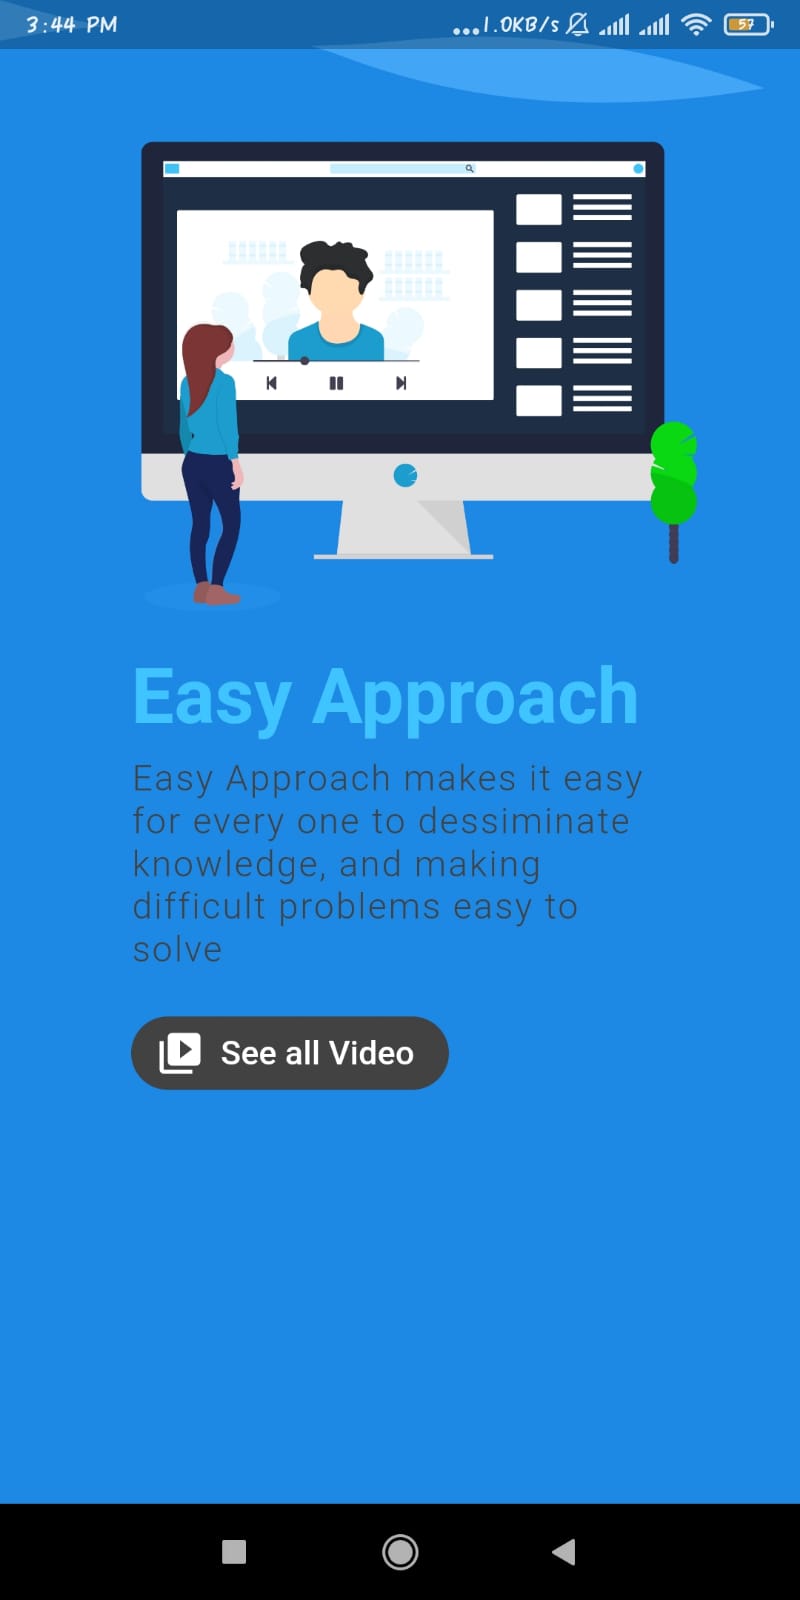 3:44 PM
...1.0KB/s
57
Easy Approach
Easy Approach makes it easy
for every one to dessiminate
knowledge, and making
difficult problems easy to
solve
See all Video